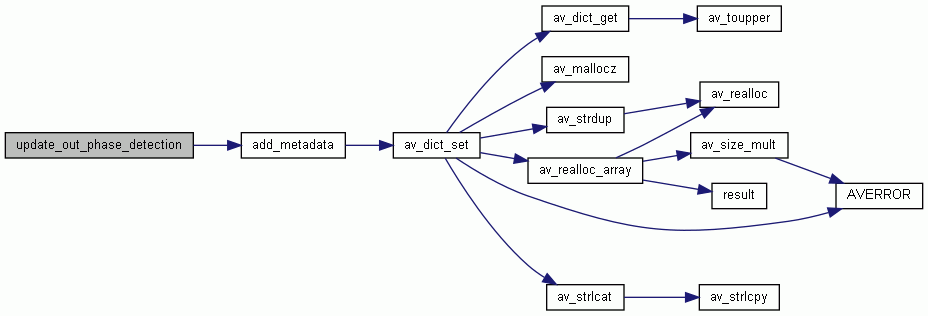 update_out_phase_detection
add_metadata
av_dict_set
av_dict_get
av_toupper
av_mallocz
av_strdup
av_realloc
av_realloc_array
av_size_mult
result
AVERROR
av_strlcat
av_strlcpy